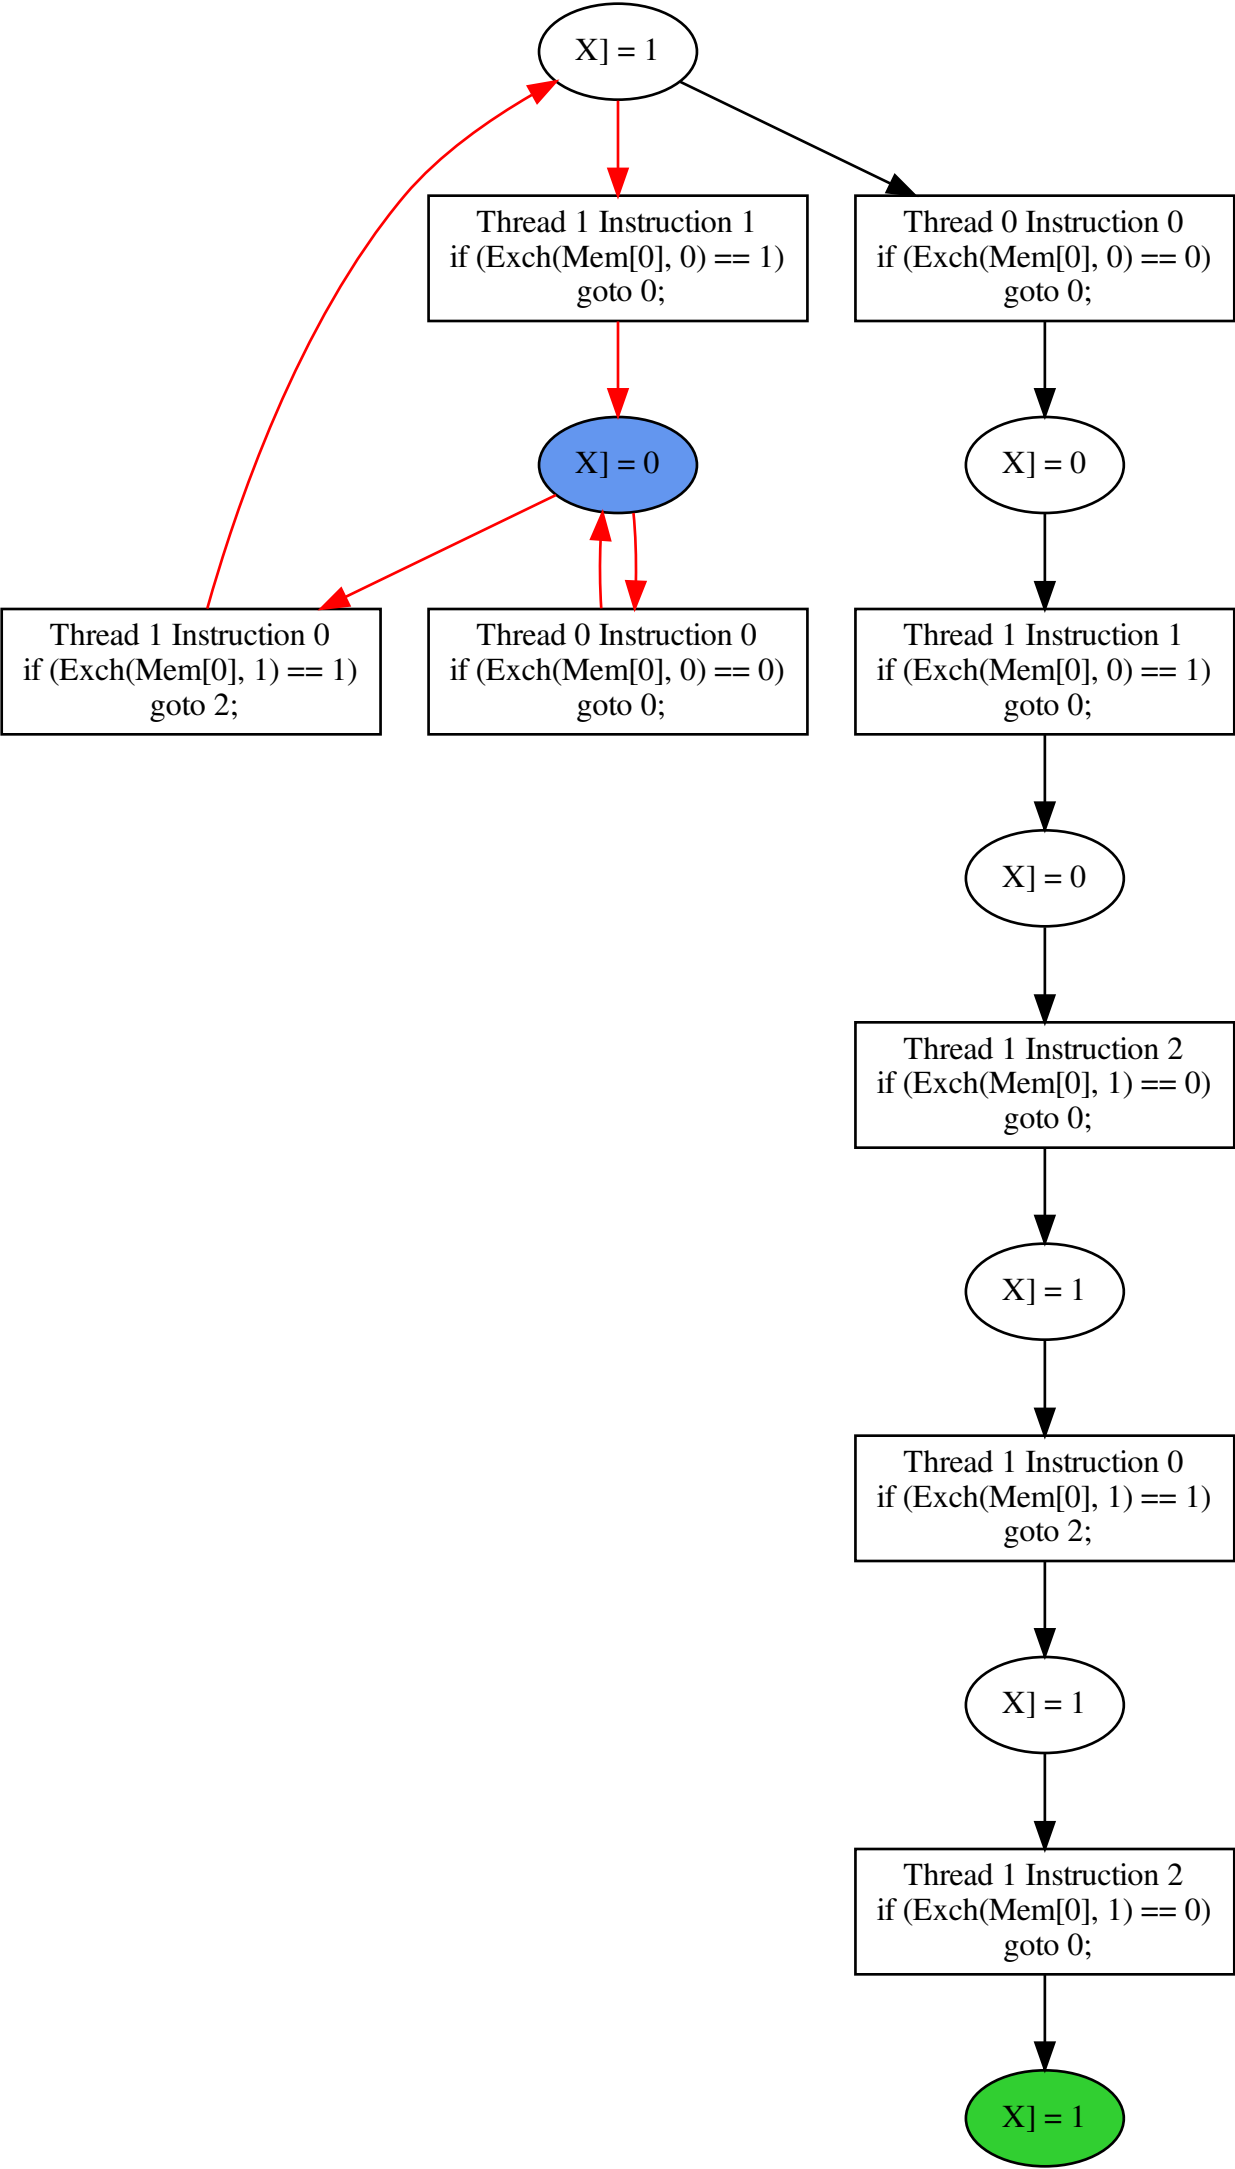 X] = 1
Thread 1 Instruction 1
if (Exch(Mem[0], 0) == 1)
goto 0;
Thread 0 Instruction 0
if (Exch(Mem[0], 0) == 0)
goto 0;
X] = 0
X] = 0
Thread 1 Instruction 0
if (Exch(Mem[0], 1) == 1)
goto 2;
Thread 0 Instruction 0
if (Exch(Mem[0], 0) == 0)
goto 0;
Thread 1 Instruction 1
if (Exch(Mem[0], 0) == 1)
goto 0;
X] = 0
Thread 1 Instruction 2
if (Exch(Mem[0], 1) == 0)
goto 0;
X] = 1
Thread 1 Instruction 0
if (Exch(Mem[0], 1) == 1)
goto 2;
X] = 1
Thread 1 Instruction 2
if (Exch(Mem[0], 1) == 0)
goto 0;
X] = 1